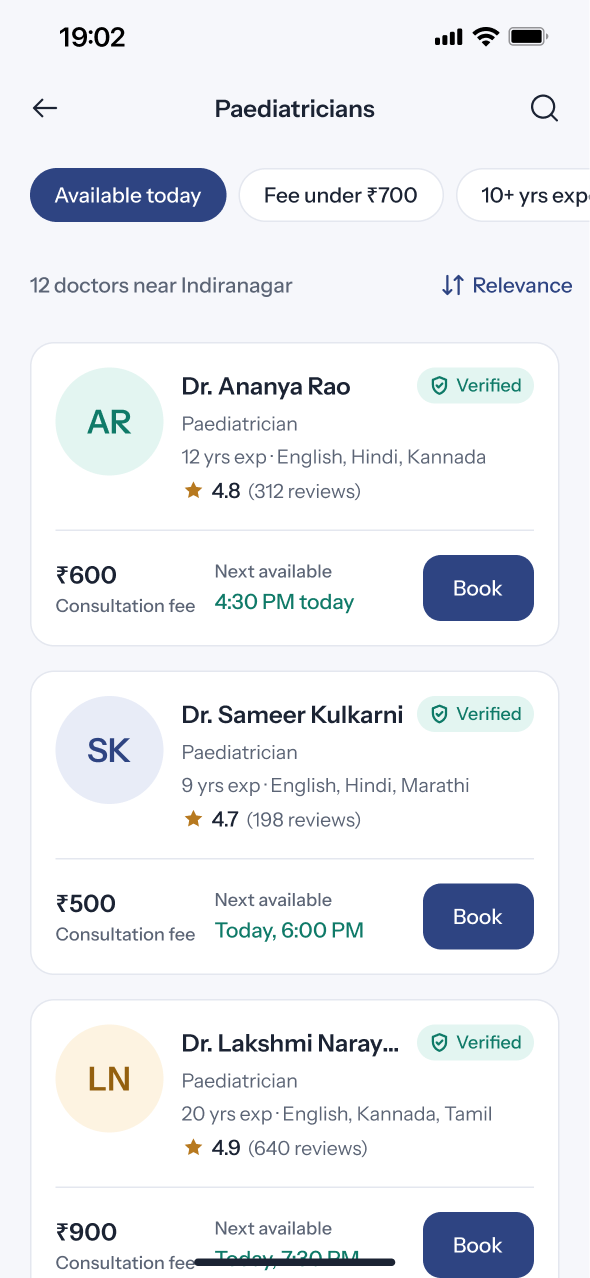 19:02
Paediatricians
Available today
Fee under ₹700
10+ yrs exp
12 doctors near Indiranagar
Relevance
AR
Dr. Ananya Rao
Verified
Paediatrician
12 yrs exp · English, Hindi, Kannada
4.8 (312 reviews)
₹600
Consultation fee
Next available
4:30 PM today
Book
SK
Dr. Sameer Kulkarni
Verified
Paediatrician
9 yrs exp · English, Hindi, Marathi
4.7 (198 reviews)
₹500
Consultation fee
Next available
Today, 6:00 PM
Book
LN
Dr. Lakshmi Naray...
Verified
Paediatrician
20 yrs exp · English, Kannada, Tamil
4.9 (640 reviews)
₹900
Consultation fee
Next available
Today, 7:30 PM
Book